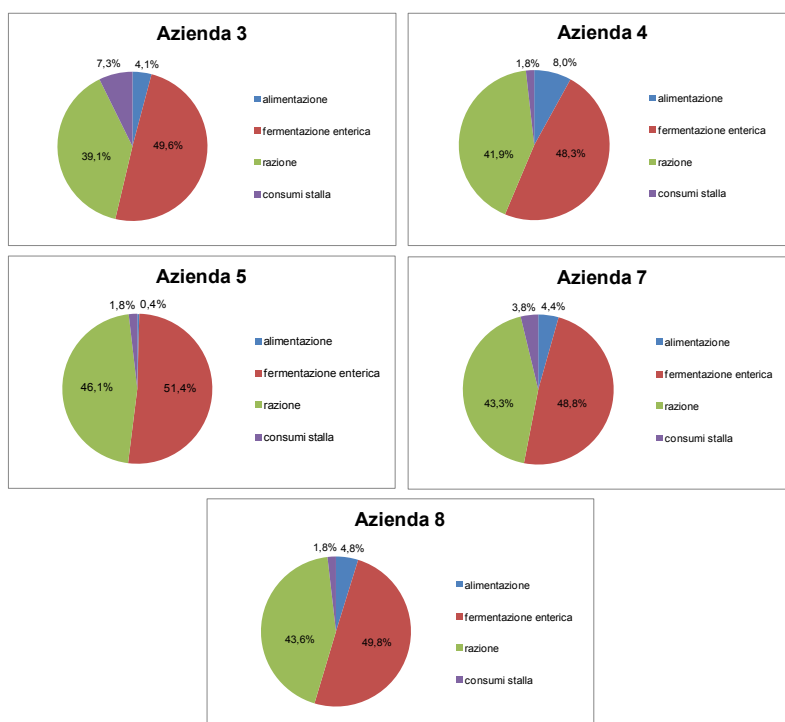 Azienda 3
7,3%
4,1%
49,6%
39,1%
alimentazione
fermentazione enterica
razione
consumi stalla
Azienda 4
1,8%
8,0%
48,3%
41,9%
alimentazione
fermentazione enterica
razione
consumi stalla
Azienda 5
1,8%
0,4%
51,4%
46,1%
alimentazione
fermentazione enterica
razione
consumi stalla
Azienda 7
3,8%
4,4%
48,8%
43,3%
alimentazione
fermentazione enterica
razione
consumi stalla
Azienda 8
1,8%
4,8%
49,8%
43,6%
alimentazione
fermentazione enterica
razione
consumi stalla